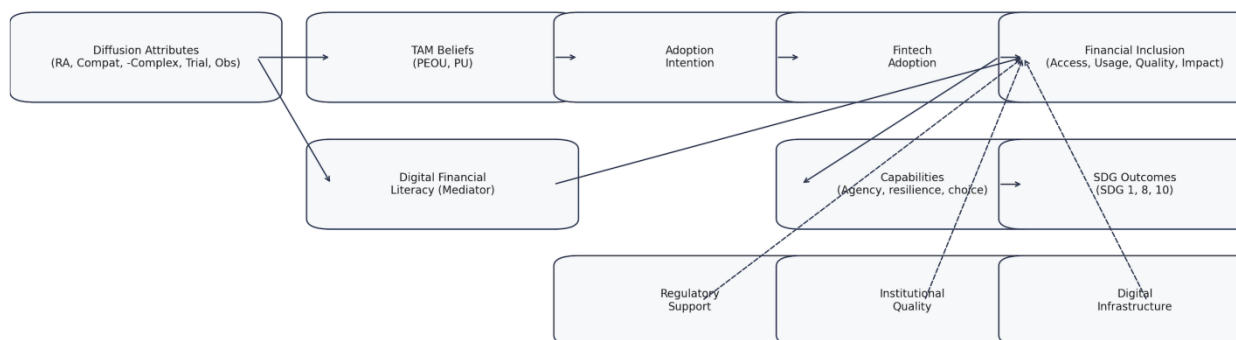 Diffusion Attributes
(RA, Compat, -Complex, Trial, Obs)
TAM Beliefs
(PEOU, PU)
Adoption
Intention
Fintech
Adoption
Financial Inclusion
(Access, Usage, Quality, Impact)
Digital Financial
Literacy (Mediator)
Capabilities
(Agency, resilience, choice)
SDG Outcomes
(SDG 1, 8, 10)
Regulatory
Support
Institutional
Quality
Digital
Infrastructure